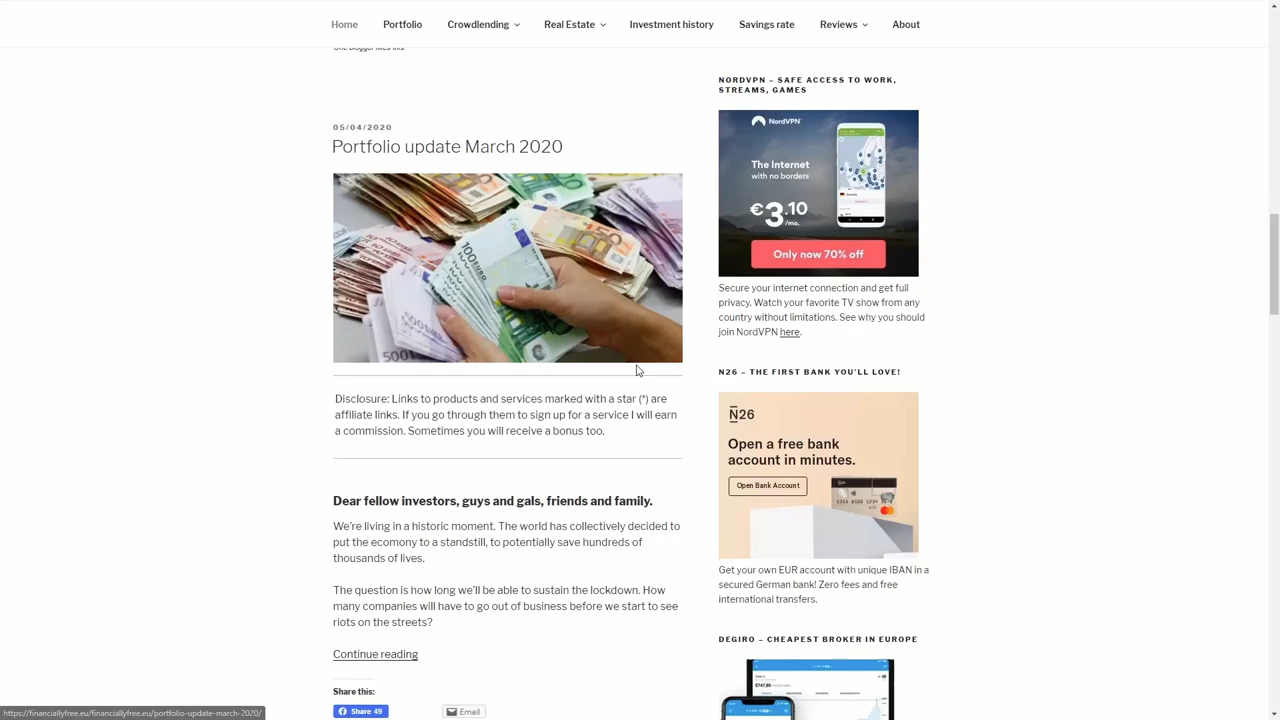 Home
Portfolio
Crowdlending
Real Estate
Investment history
Savings rate
Reviews
About
One blogger likes this.
05/04/2020
Portfolio update March 2020
100 EURO
50
500
Disclosure: Links to products and services marked with a star (*) are
affiliate links. If you go through them to sign up for a service I will earn
a commission. Sometimes you will receive a bonus too.
Dear fellow investors, guys and gals, friends and family.
We’re living in a historic moment. The world has collectively decided to
put the ecomony to a standstill, to potentially save hundreds of
thousands of lives.
The question is how long we’ll be able to sustain the lockdown. How
many companies will have to go out of business before we start to see
riots on the streets?
Continue reading
Share this:
Share 49
Email
NORDVPN – SAFE ACCESS TO WORK,
STREAMS, GAMES
NordVPN
The Internet
with no borders
€3.10
/mo.
Only now 70% off
Secure your internet connection and get full
privacy. Watch your favorite TV show from any
country without limitations. See why you should
join NordVPN here.
N26 – THE FIRST BANK YOU’LL LOVE!
N26
Open a free bank
account in minutes.
Open Bank Account
Get your own EUR account with unique IBAN in a
secured German bank! Zero fees and free
international transfers.
DEGIRO – CHEAPEST BROKER IN EUROPE
https://financiallyfree.eu/financiallyfree.eu/portfolio-update-march-2020/